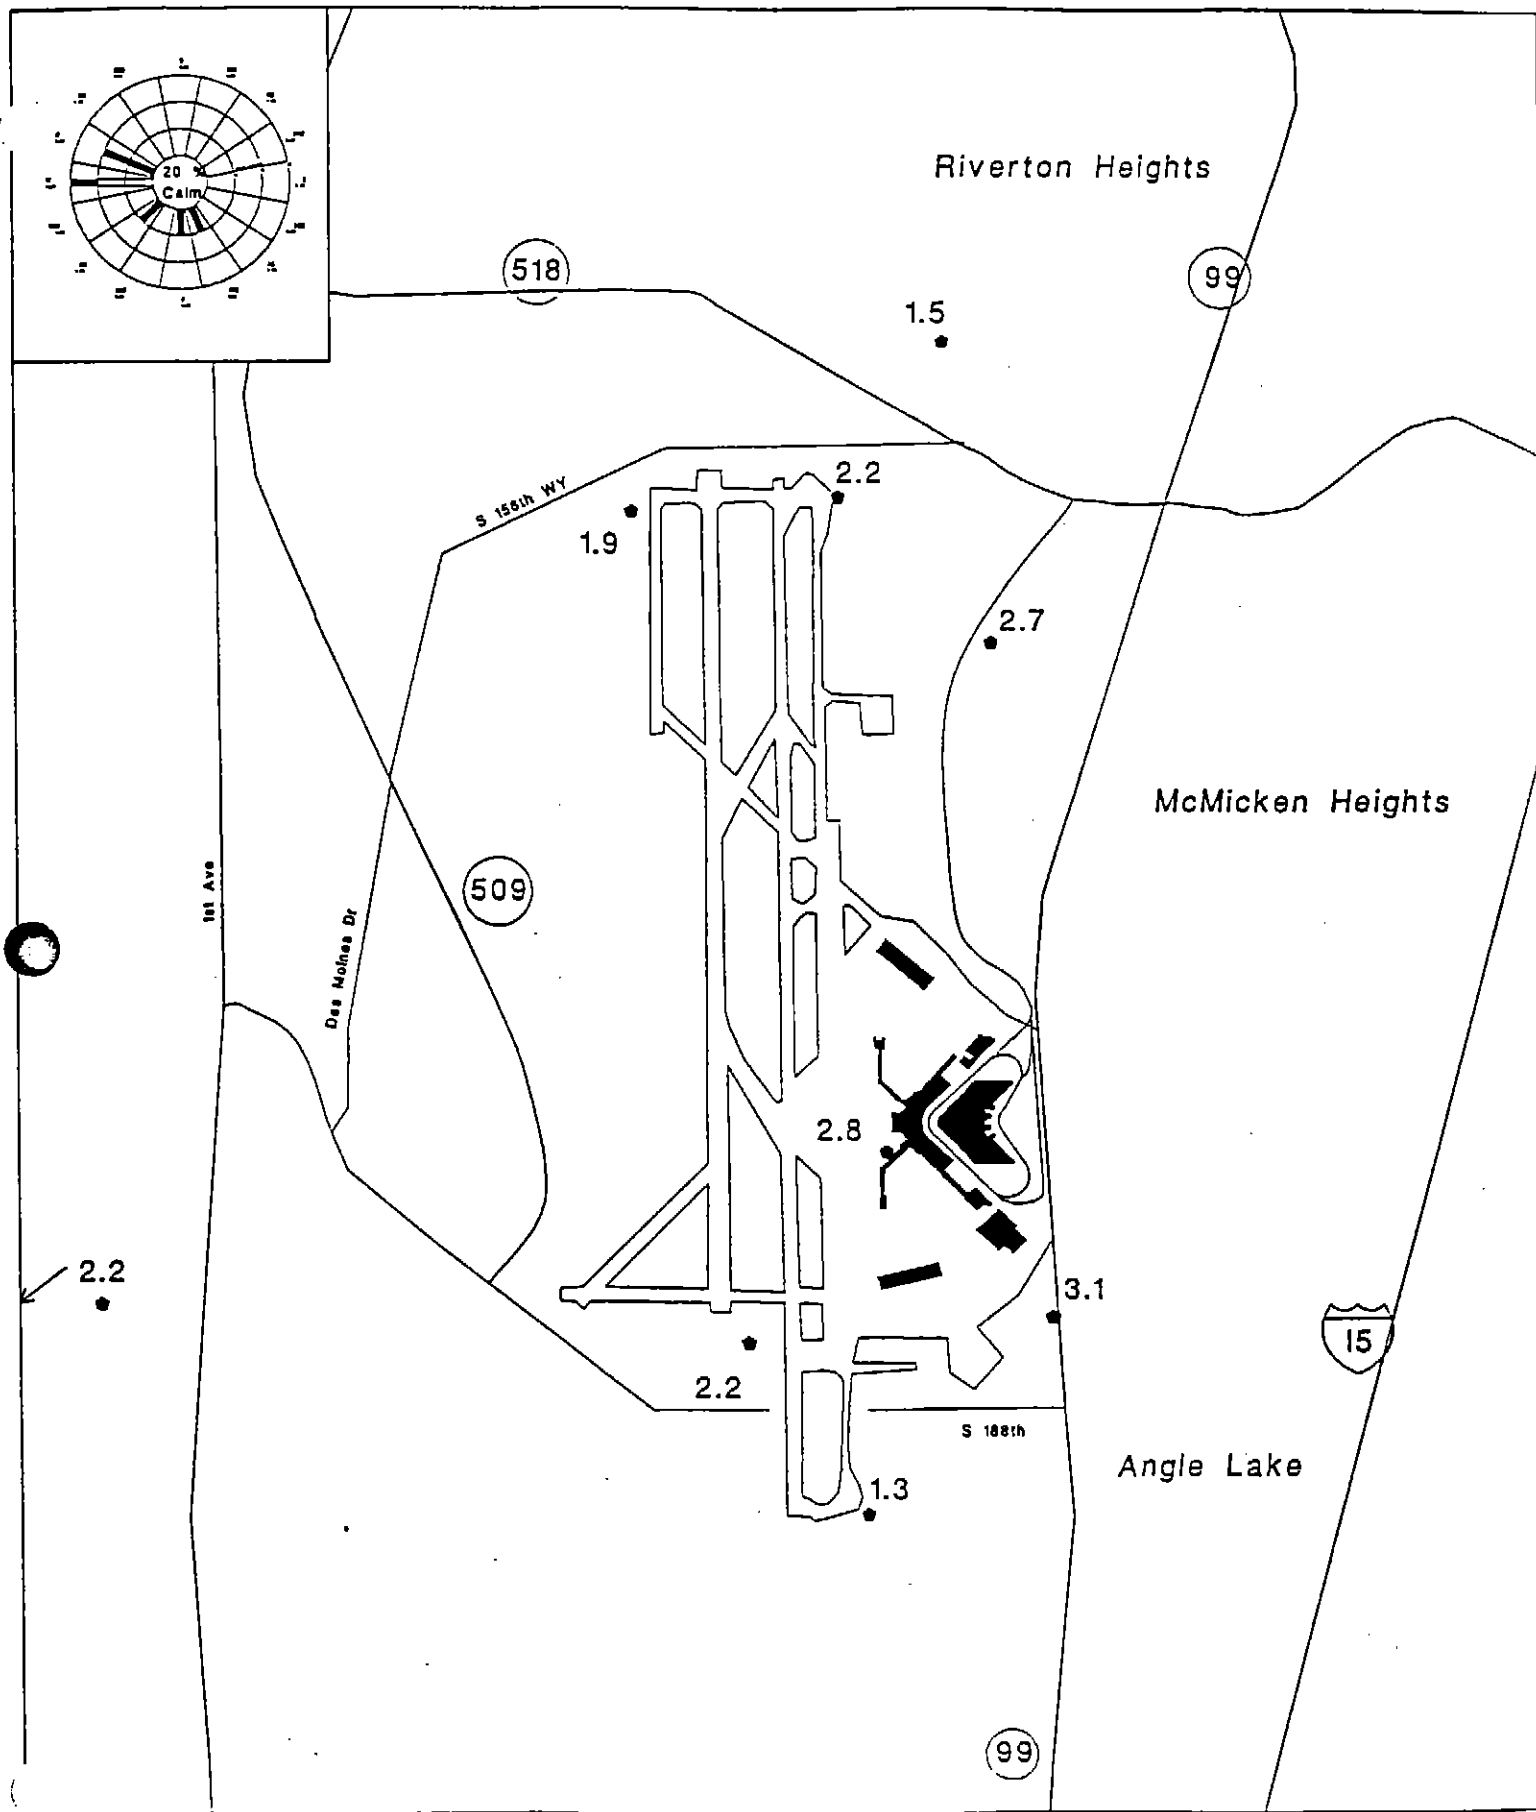 20 %
Calm
Riverton Heights
518
99
1.5
2.2
S 156th WY
1.9
2.7
McMicken Heights
1st Ave
509
Des Moines Dr
2.8
2.2
3.1
15
2.2
S 188th
Angle Lake
1.3
99